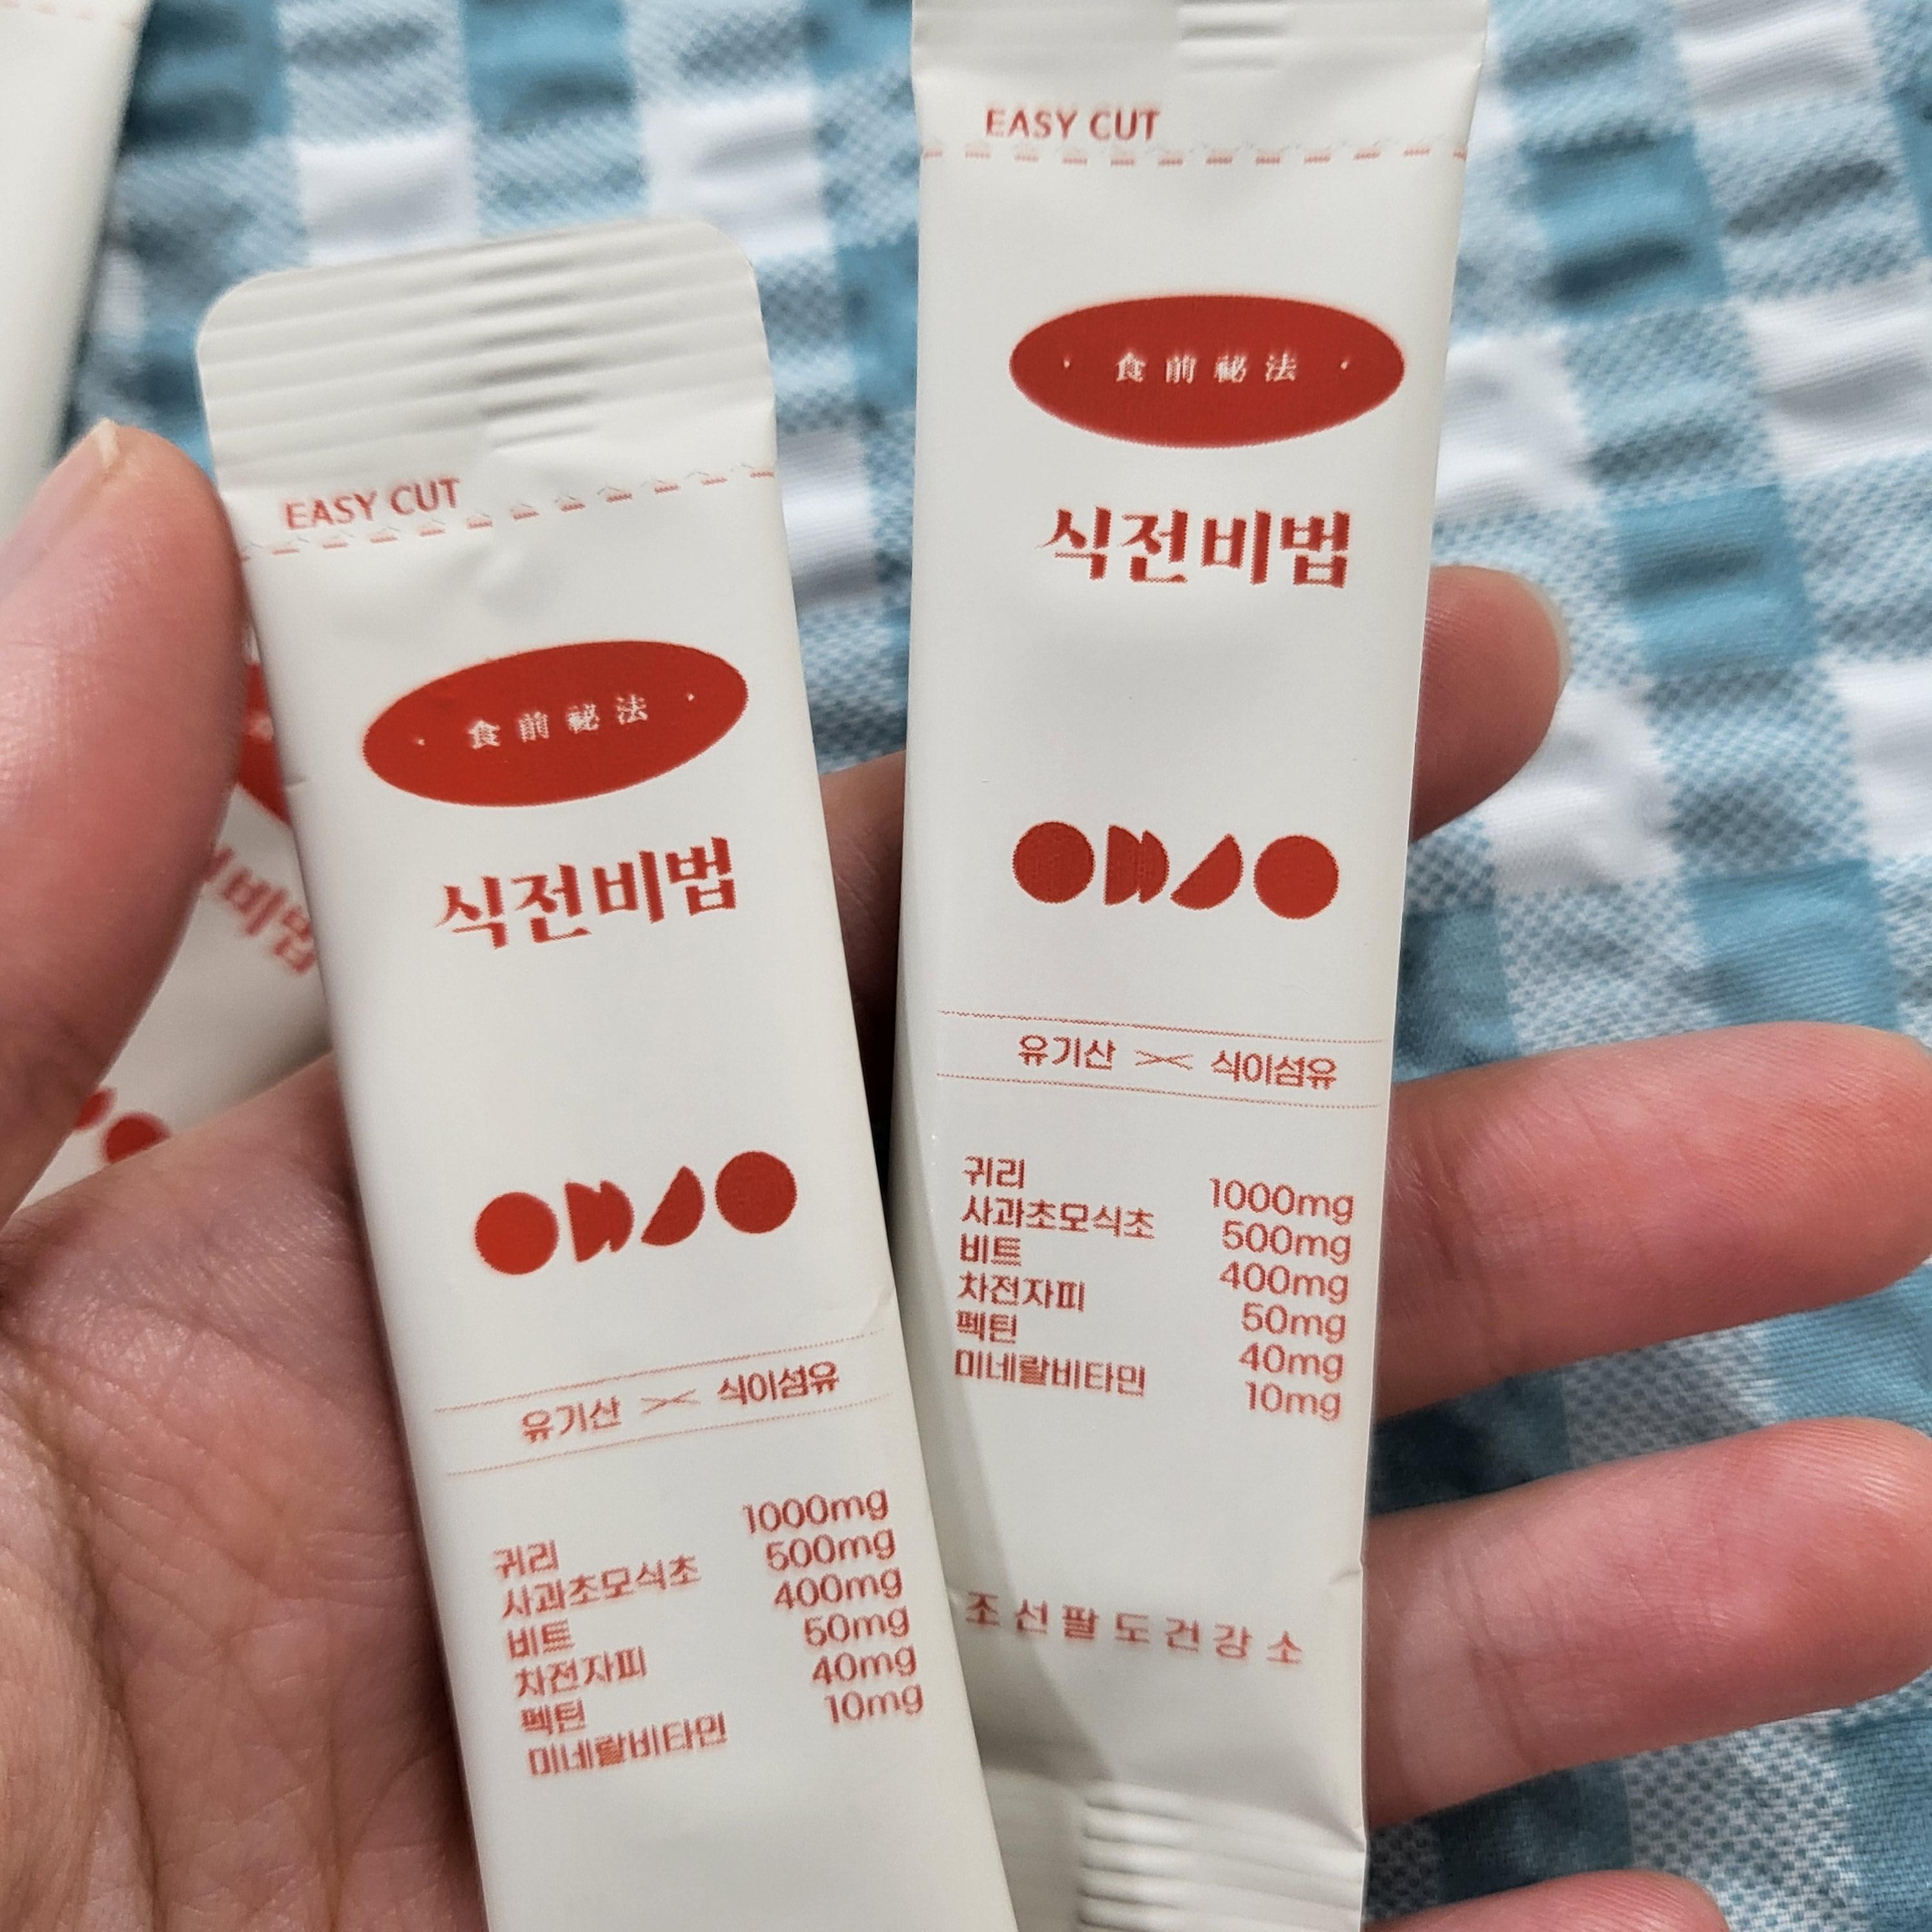 EASY CUT
食前祕法
식전비법
유기산 식이섬유
귀리 1000mg
사과초모식초 500mg
비트 400mg
차전자피 50mg
펙틴 40mg
미네랄비타민 10mg
EASY CUT
食前祕法
식전비법
유기산 식이섬유
귀리 1000mg
사과초모식초 500mg
비트 400mg
차전자피 50mg
펙틴 40mg
미네랄비타민 10mg
조선팔도건강소
비법